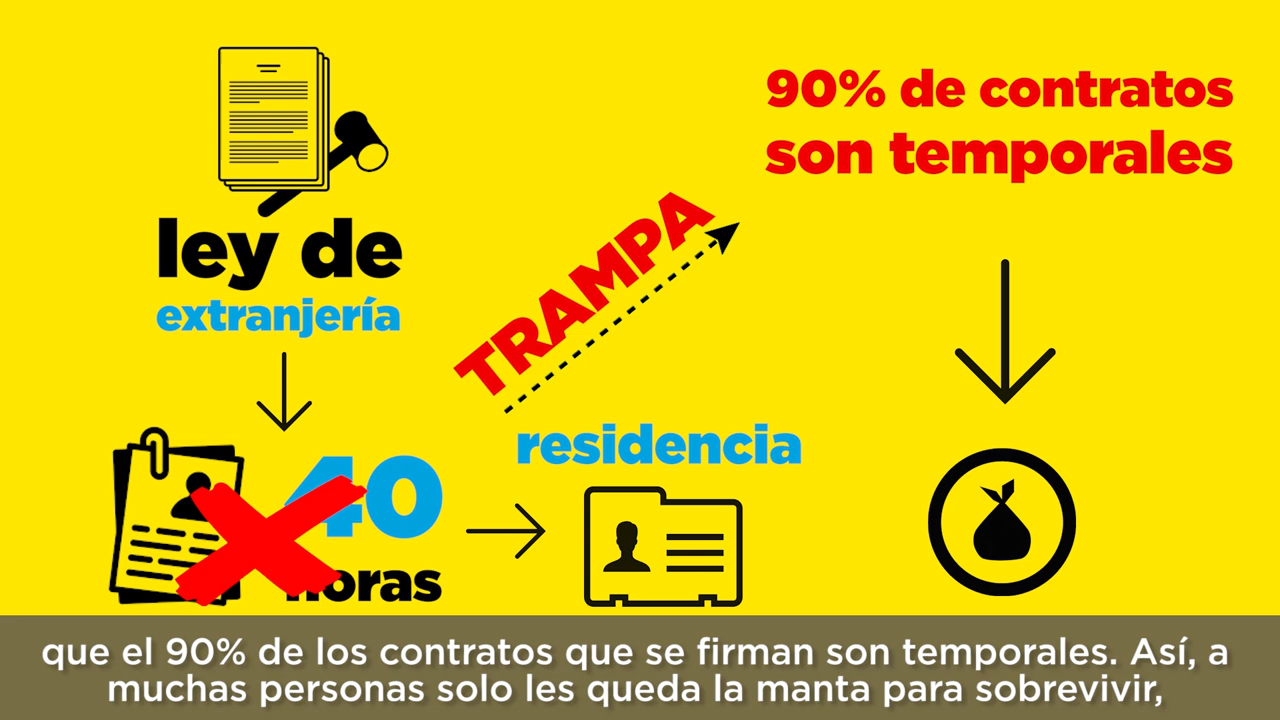 ley de
extranjería
40
horas
TRAMPA
residencia
90% de contratos
son temporales
que el 90% de los contratos que se firman son temporales. Así, a
muchas personas solo les queda la manta para sobrevivir,